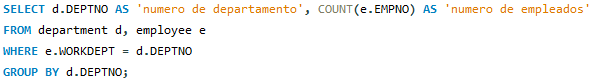 SELECT d.DEPTNO AS 'numero de departamento', COUNT(e.EMPNO) AS 'numero de empleados'
FROM department d, employee e
WHERE e.WORKDEPT = d.DEPTNO
GROUP BY d.DEPTNO;